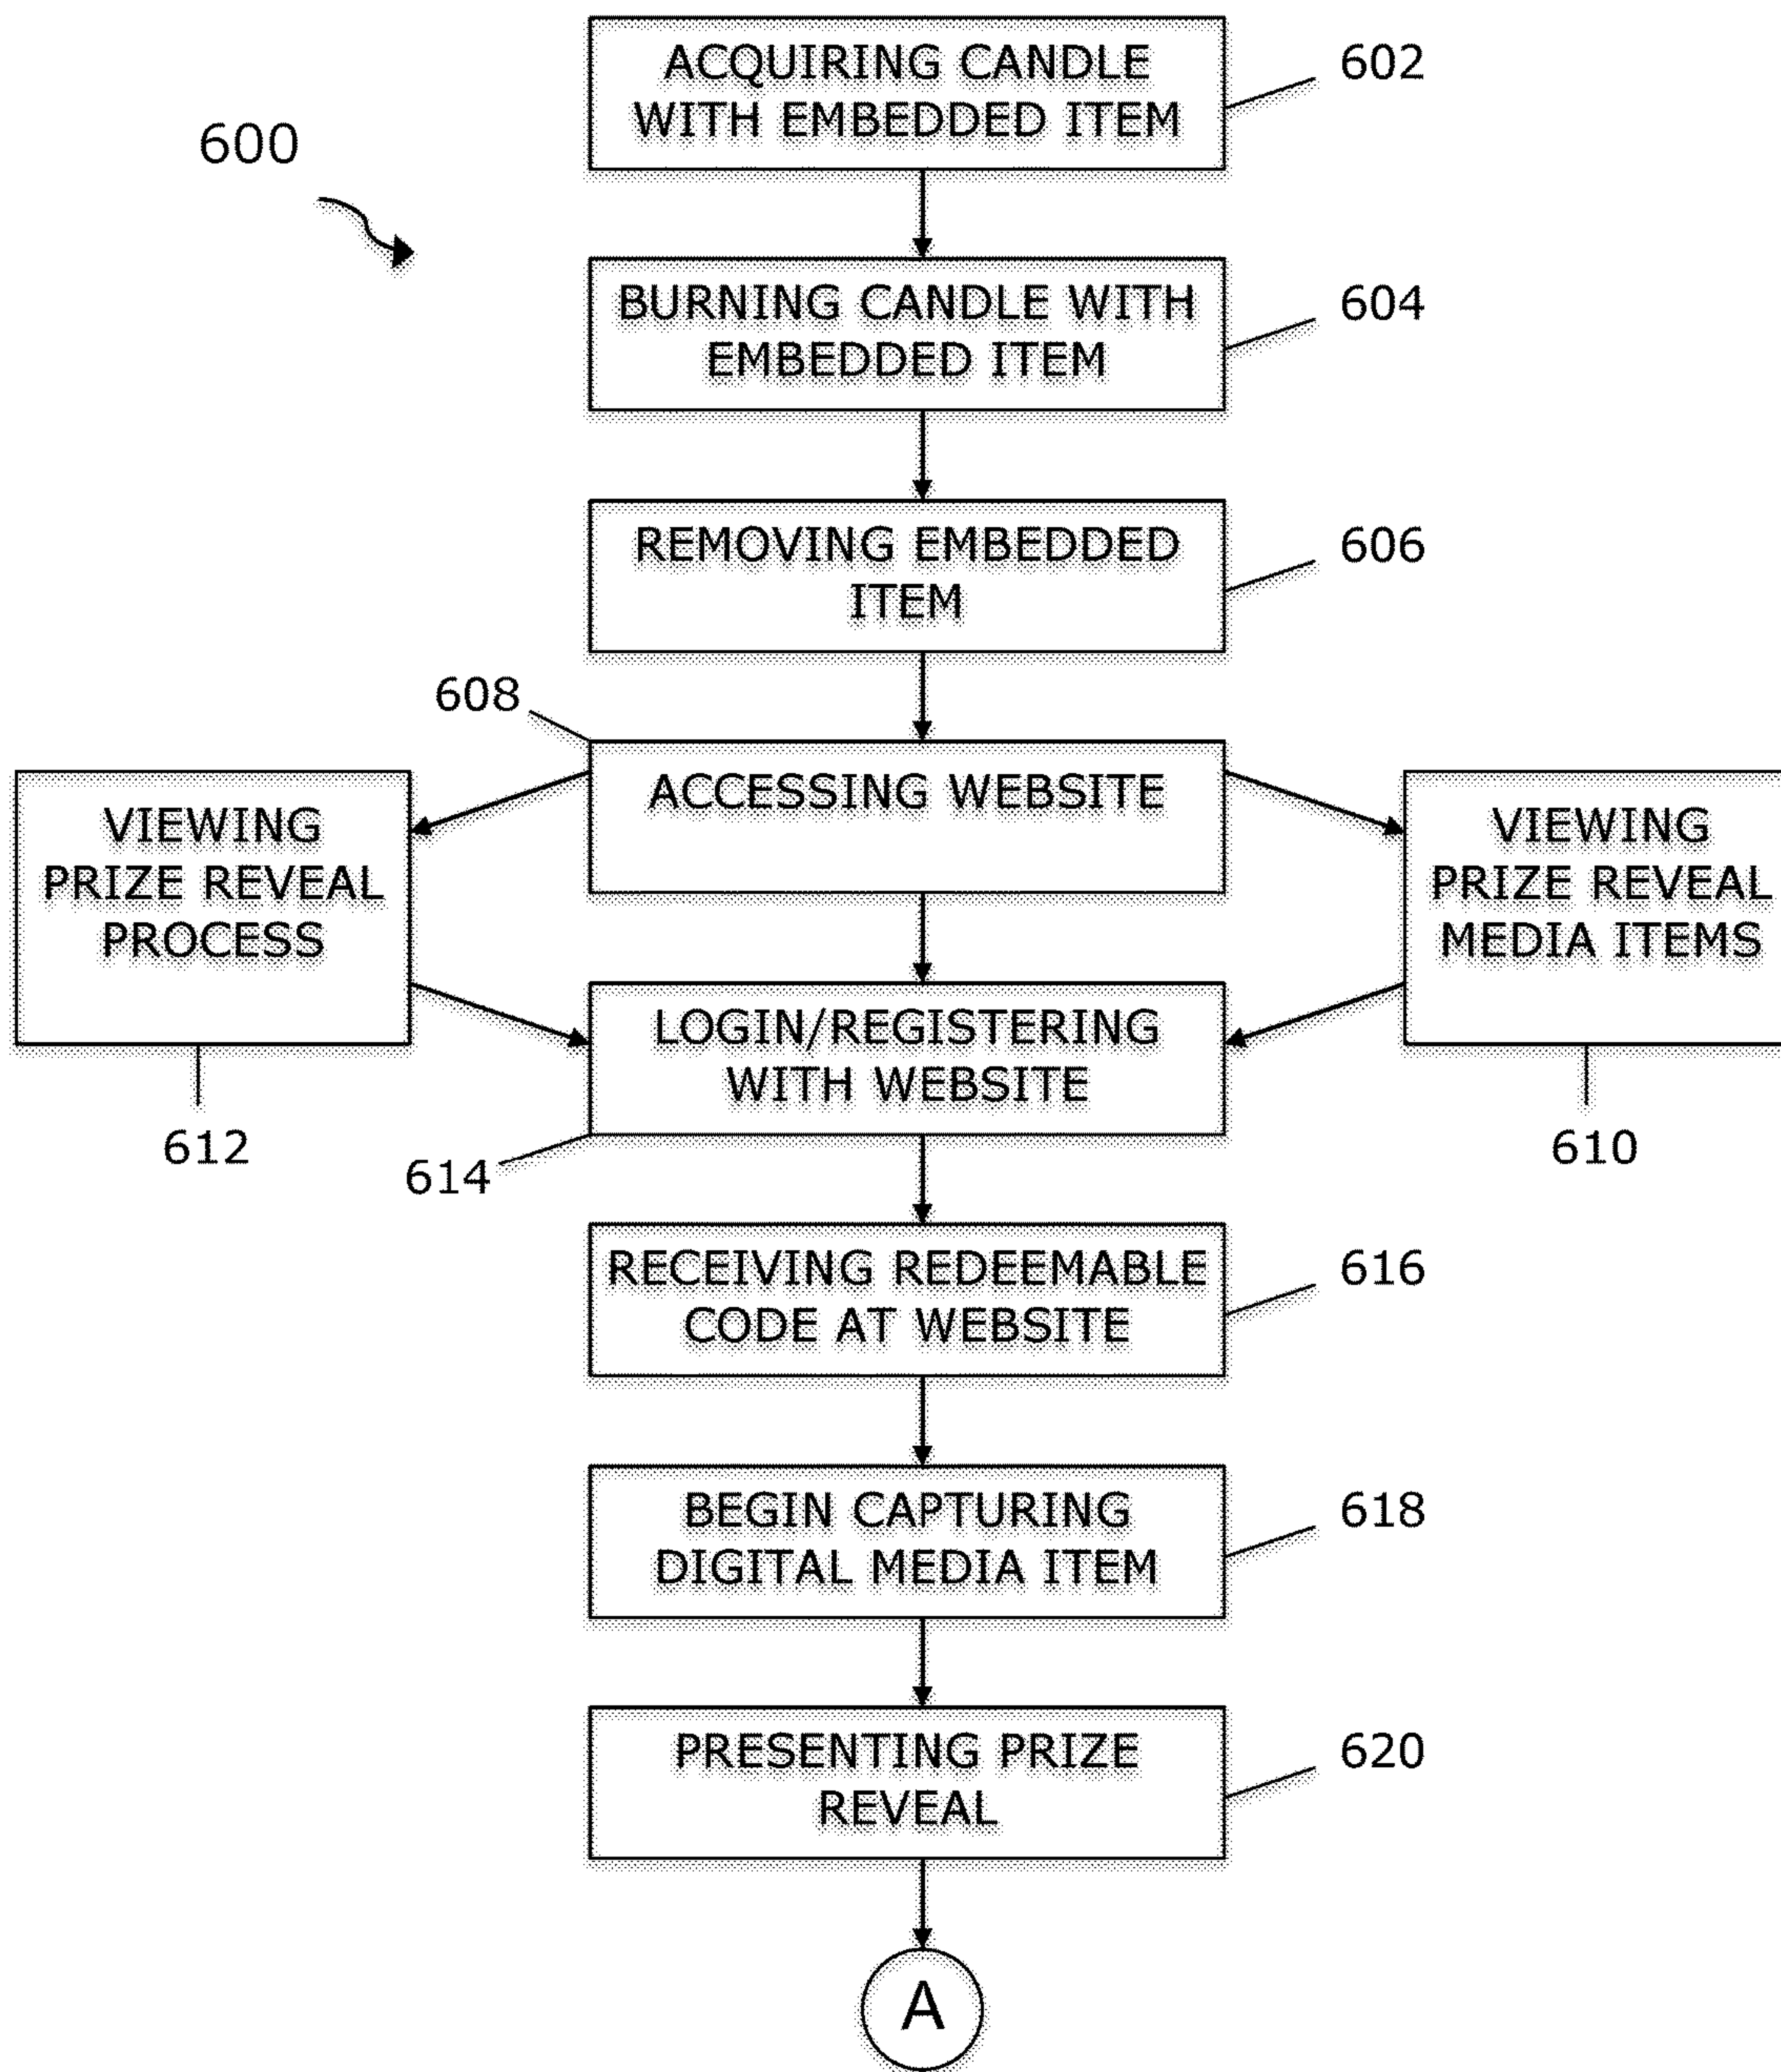 600
ACQUIRING CANDLE
WITH EMBEDDED ITEM
602
BURNING CANDLE WITH
EMBEDDED ITEM
604
REMOVING EMBEDDED
ITEM
606
608
ACCESSING WEBSITE
VIEWING
PRIZE REVEAL
PROCESS
612
VIEWING
PRIZE REVEAL
MEDIA ITEMS
610
LOGIN/REGISTERING
WITH WEBSITE
614
RECEIVING REDEEMABLE
CODE AT WEBSITE
616
BEGIN CAPTURING
DIGITAL MEDIA ITEM
618
PRESENTING PRIZE
REVEAL
620
A